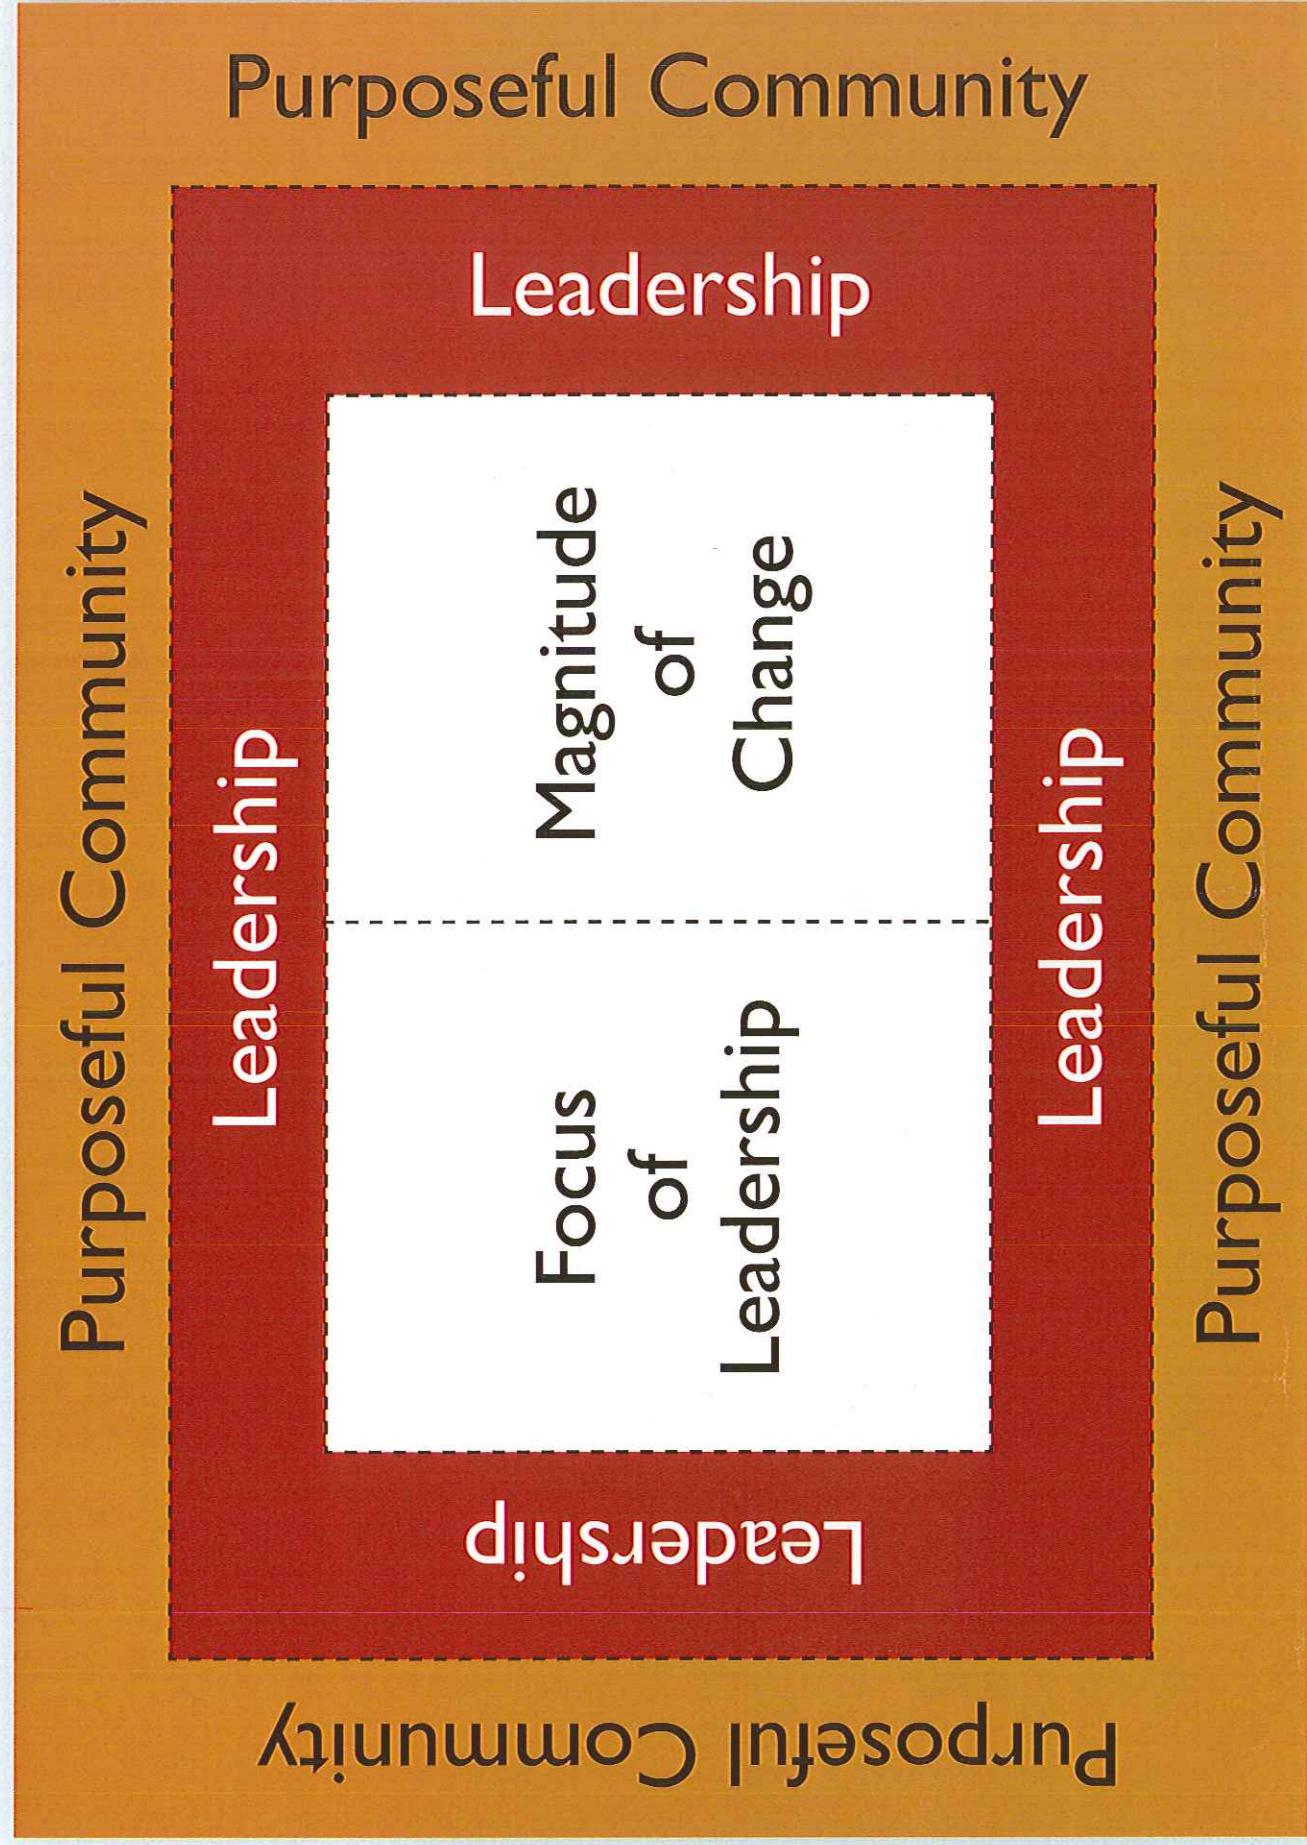 Purposeful Community
Leadership
Purposeful Community
Leadership
Focus
of
Leadership
Magnitude
of
Change
Leadership
Purposeful Community
Leadership
Purposeful Community